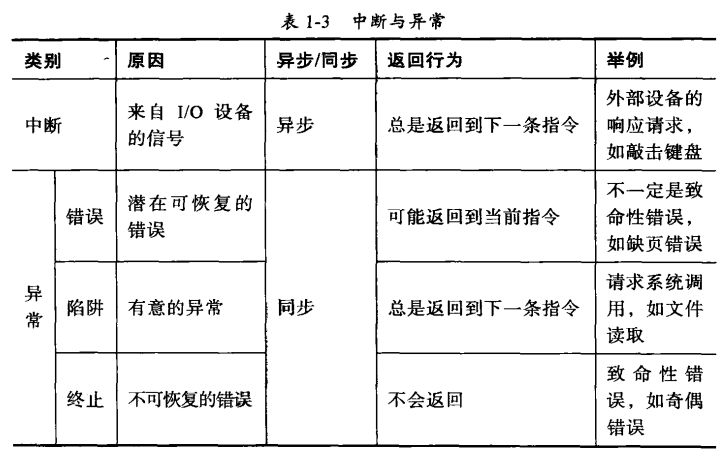 表 1-3 中断与异常
类别 原因 异步/同步 返回行为 举例
中断
来自 I/O 设备
的信号
异步
总是返回到下一条指令
外部设备的
响应请求，
如敲击键盘
异
常
错误
潜在可恢复的
错误
同步
可能返回到当前指令
不一定是致
命性错误，
如缺页错误
陷阱
有意的异常
总是返回到下一条指令
请求系统调
用，如文件
读取
终止
不可恢复的错误
不会返回
致命性错
误，如奇偶
错误